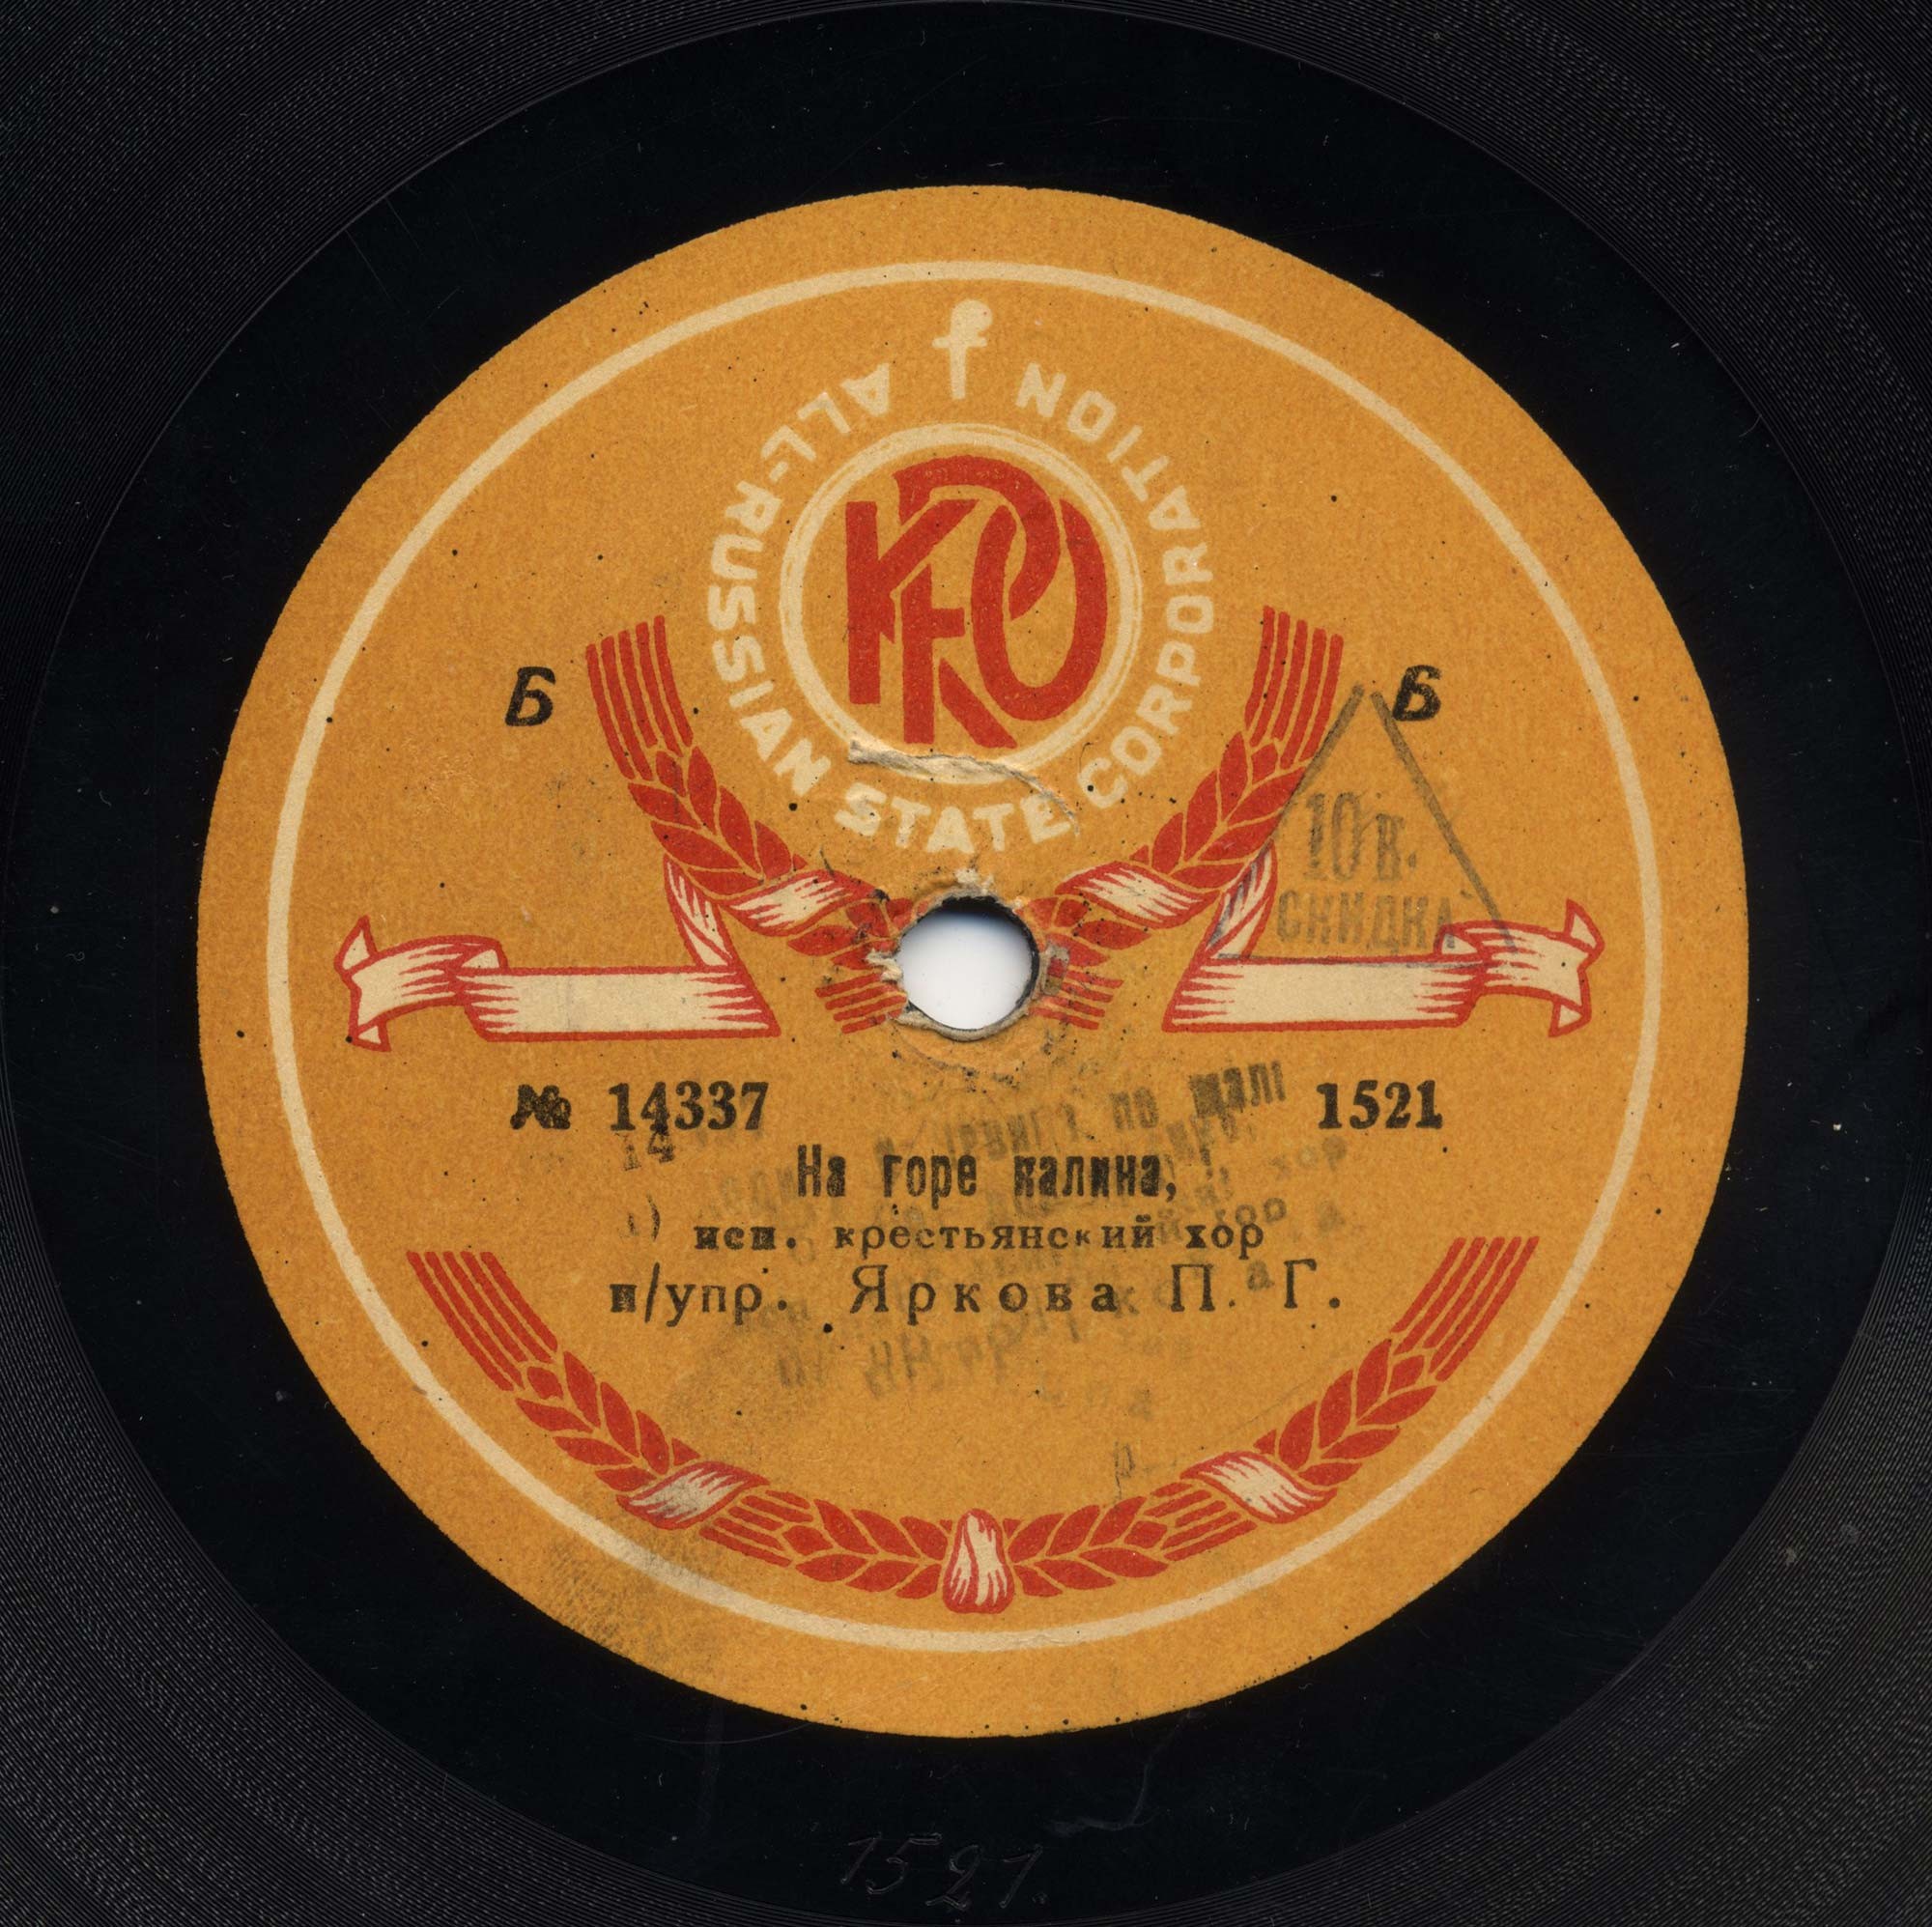 f
ALL-RUSSIAN STATE CORPORATION
Б Б
10 к.
СКИДКА
№ 14337 1521
На горе калина,
исп. крестьянский хор
п/упр. Яркова П. Г.
1521